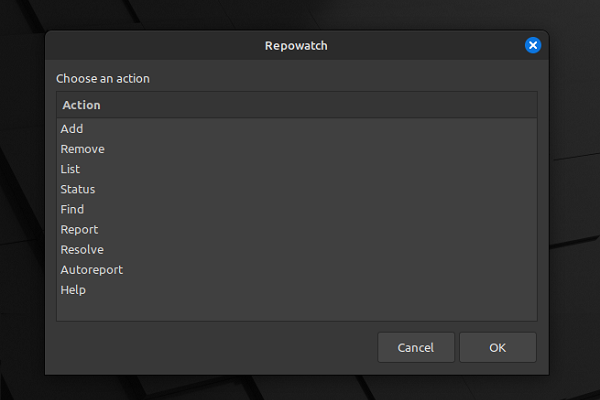 Repowatch
Choose an action
Action
Add
Remove
List
Status
Find
Report
Resolve
Autoreport
Help
Cancel OK